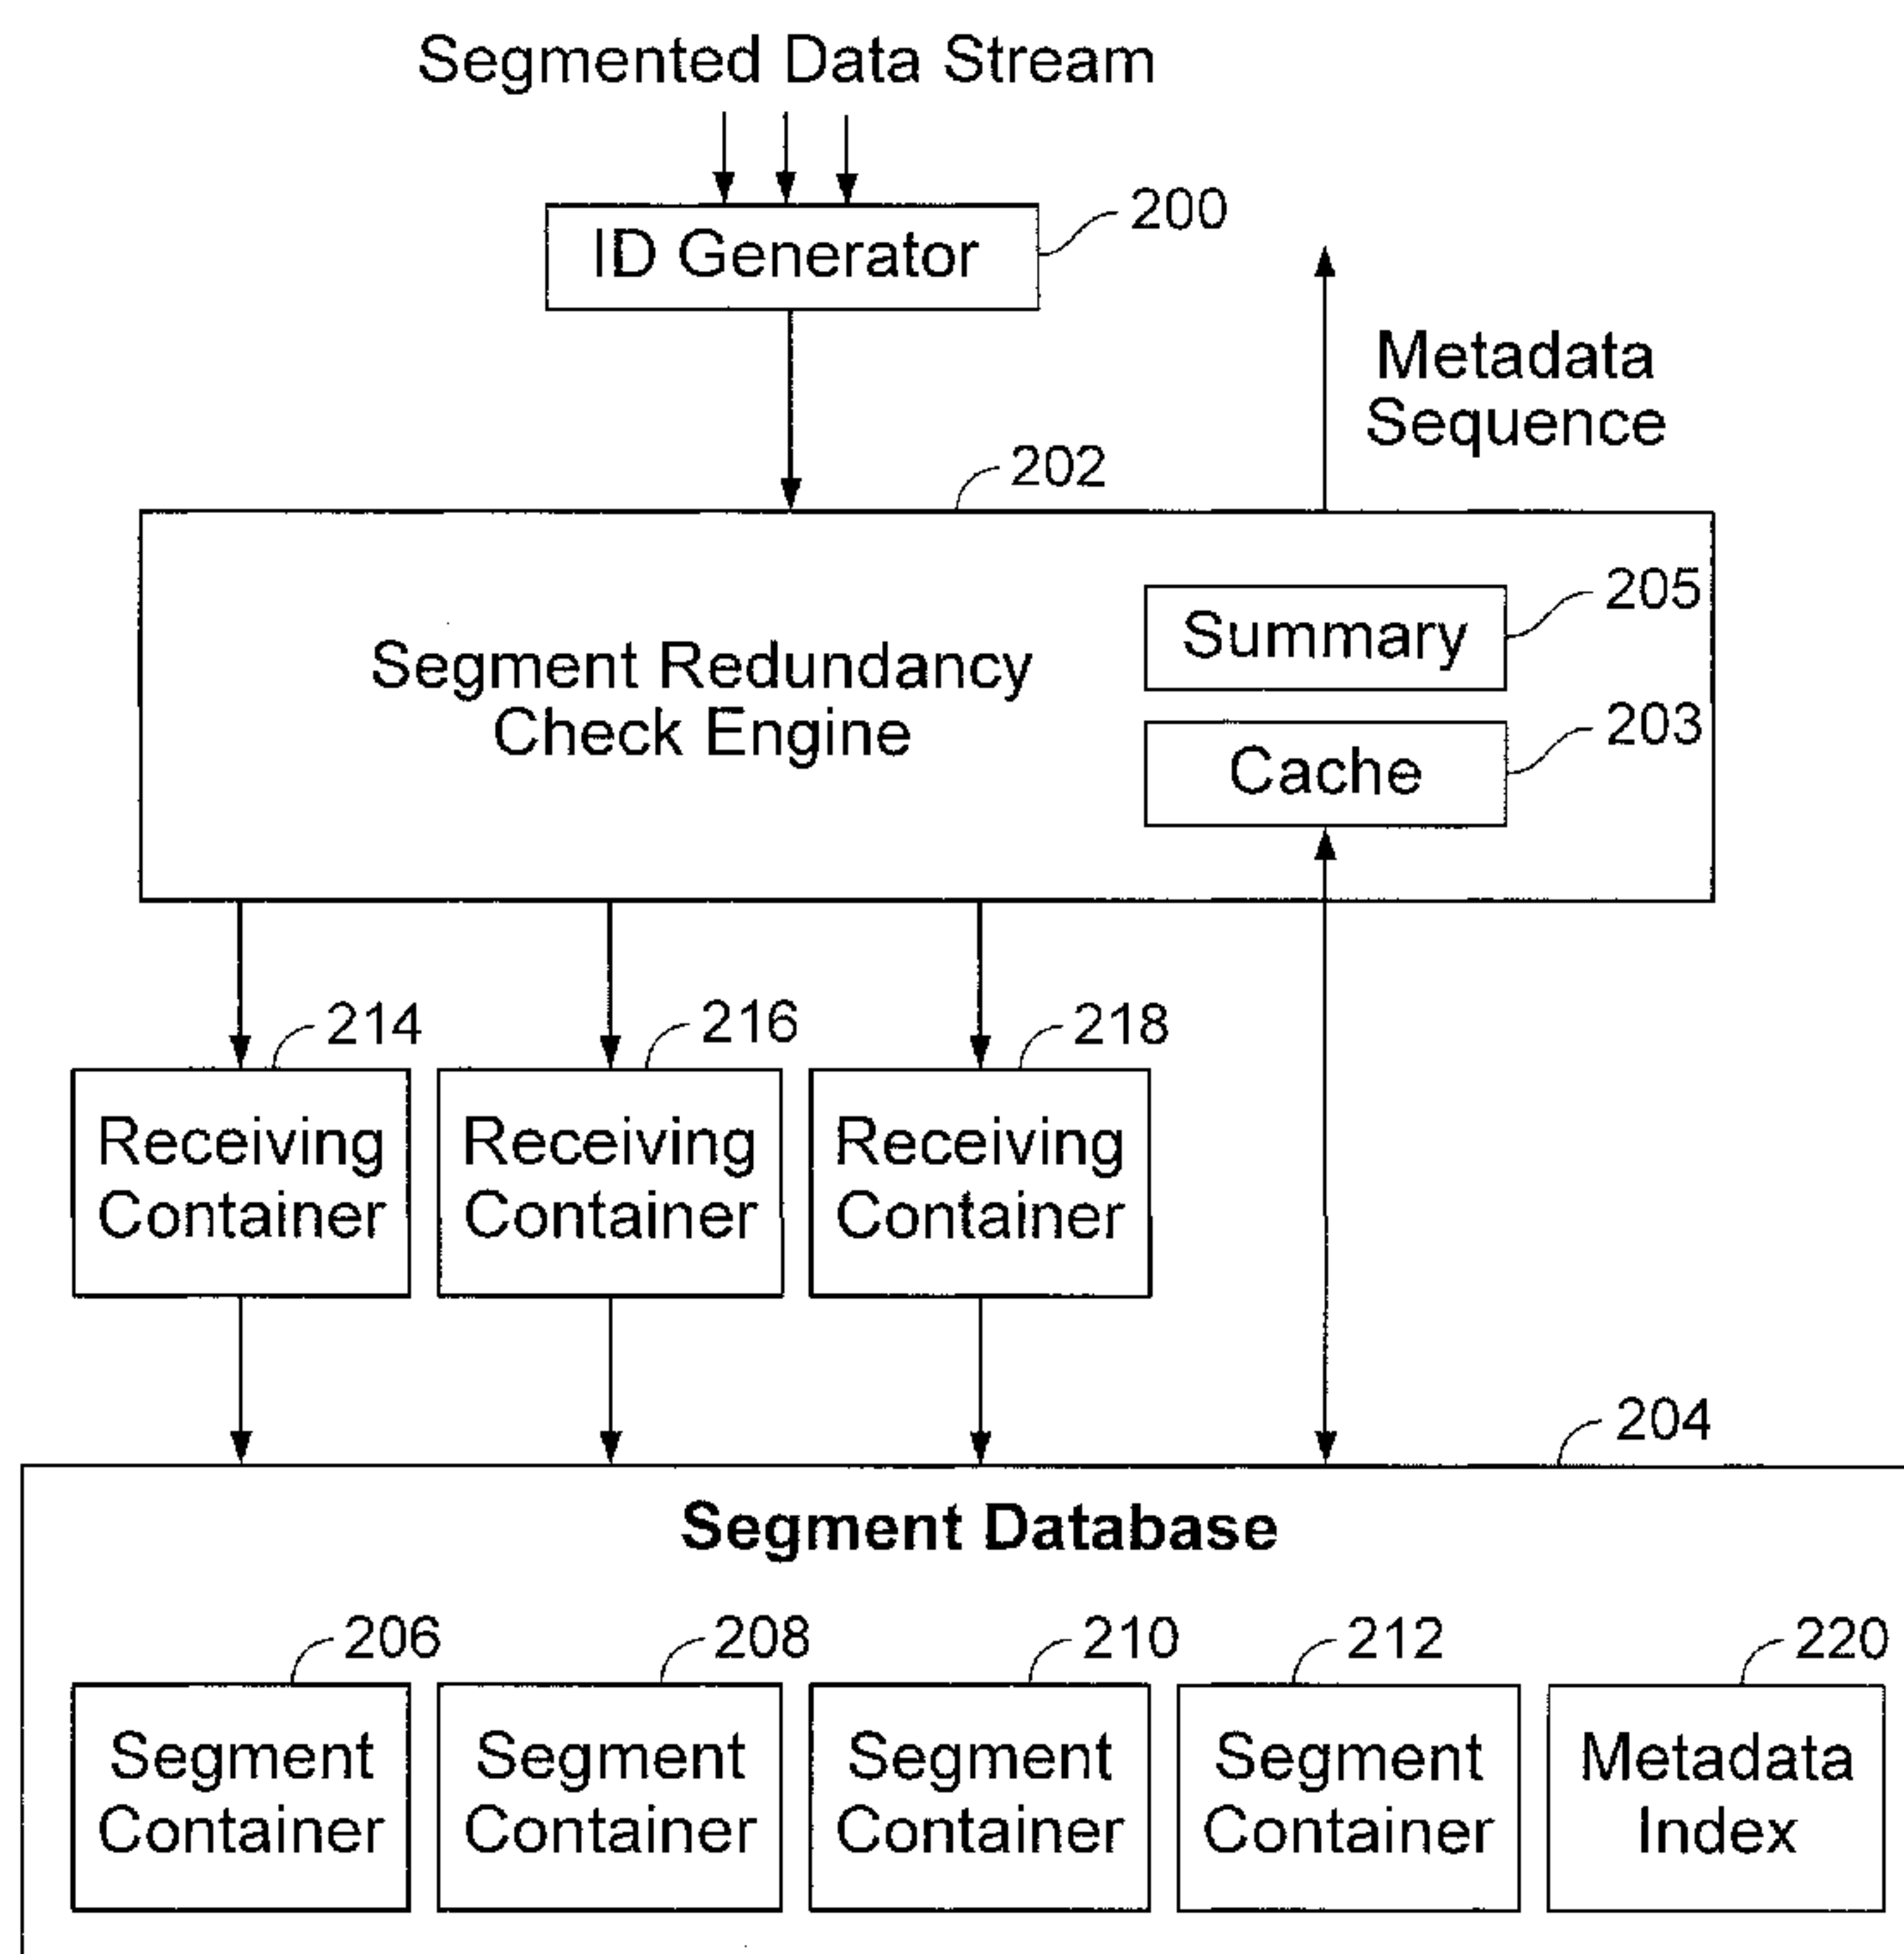 Segmented Data Stream
200
ID Generator
Metadata
Sequence
202
205
Summary
Segment Redundancy
Check Engine
203
Cache
214
216
218
Receiving
Container
Receiving
Container
Receiving
Container
204
Segment Database
206
208
210
212
220
Segment
Container
Segment
Container
Segment
Container
Segment
Container
Metadata
Index